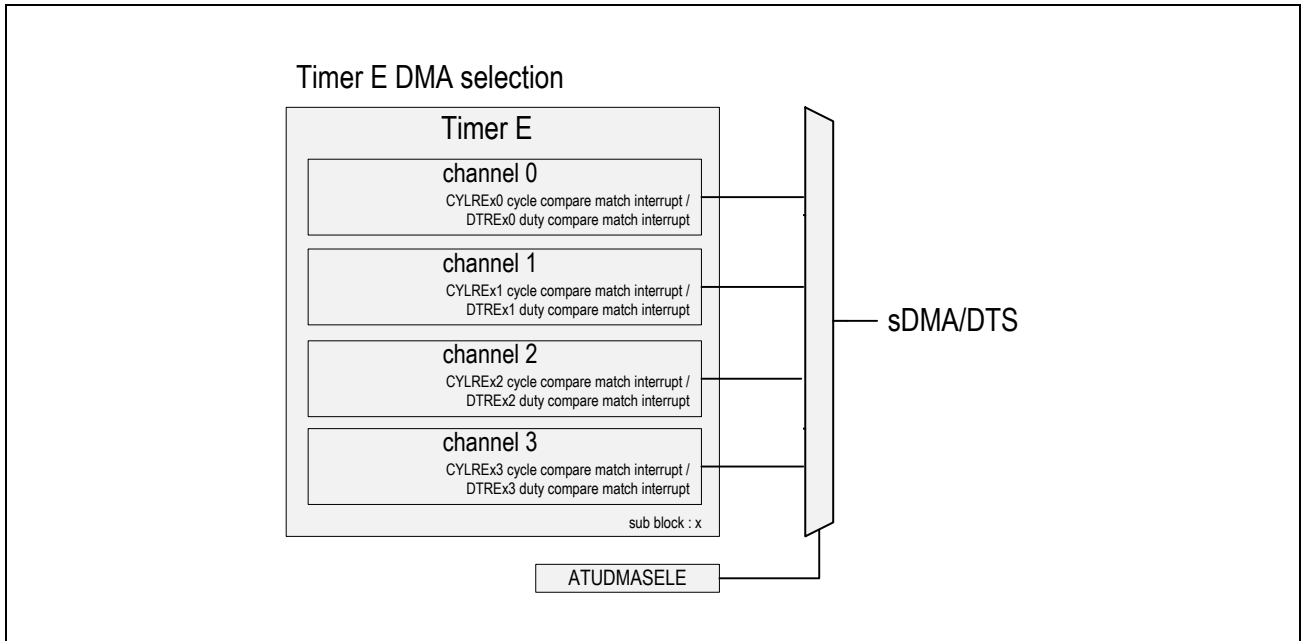 Timer E DMA selection
Timer E
channel 0
CYLREx0 cycle compare match interrupt /
DTREx0 duty compare match interrupt
channel 1
CYLREx1 cycle compare match interrupt /
DTREx1 duty compare match interrupt
channel 2
CYLREx2 cycle compare match interrupt /
DTREx2 duty compare match interrupt
channel 3
CYLREx3 cycle compare match interrupt /
DTREx3 duty compare match interrupt
sub block : x
sDMA/DTS
ATUDMASELE